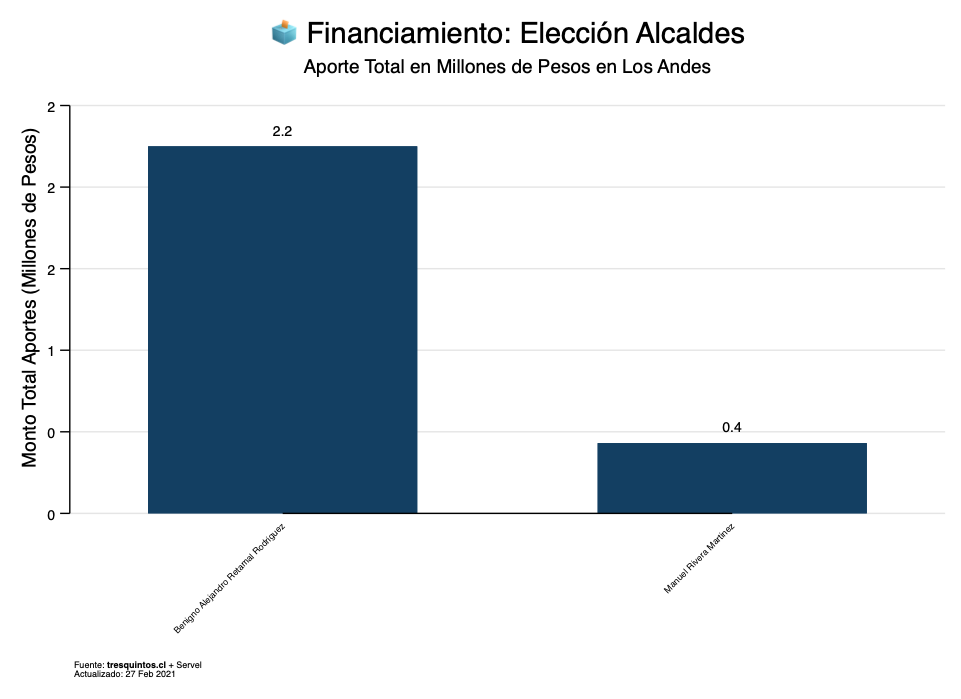 Financiamiento: Elección Alcaldes
Aporte Total en Millones de Pesos en Los Andes
Monto Total Aportes (Millones de Pesos)
2
2
2
1
0
0
2.2
0.4
Benigno Alejandro Retamal Rodriguez
Manuel Rivera Martinez
Fuente: tresquintos.cl + Servel
Actualizado: 27 Feb 2021